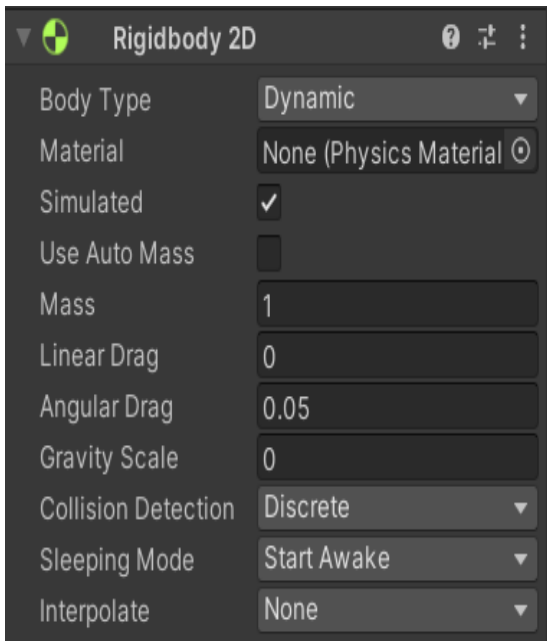 Rigidbody 2D
Body Type Dynamic
Material None (Physics Material
Simulated
Use Auto Mass
Mass 1
Linear Drag 0
Angular Drag 0.05
Gravity Scale 0
Collision Detection Discrete
Sleeping Mode Start Awake
Interpolate None